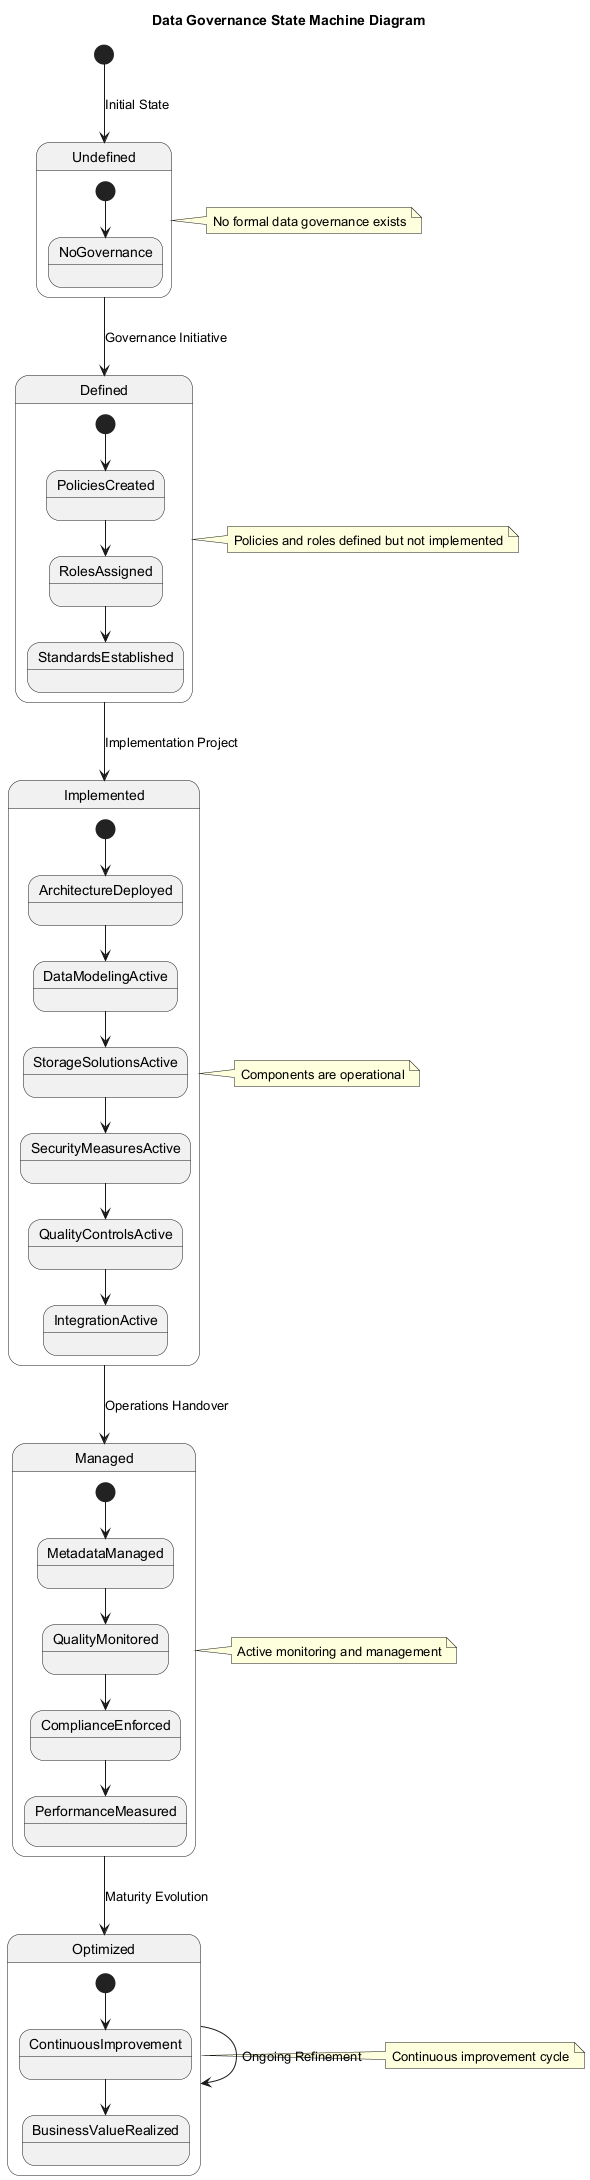 Data Governance State Machine Diagram
Initial State
Undefined
No formal data governance exists
NoGovernance
Governance Initiative
Defined
PoliciesCreated
Policies and roles defined but not implemented
RolesAssigned
StandardsEstablished
Implementation Project
Implemented
ArchitectureDeployed
DataModelingActive
StorageSolutionsActive
Components are operational
SecurityMeasuresActive
QualityControlsActive
IntegrationActive
Operations Handover
Managed
MetadataManaged
QualityMonitored
Active monitoring and management
ComplianceEnforced
PerformanceMeasured
Maturity Evolution
Optimized
ContinuousImprovement
Ongoing Refinement
Continuous improvement cycle
BusinessValueRealized